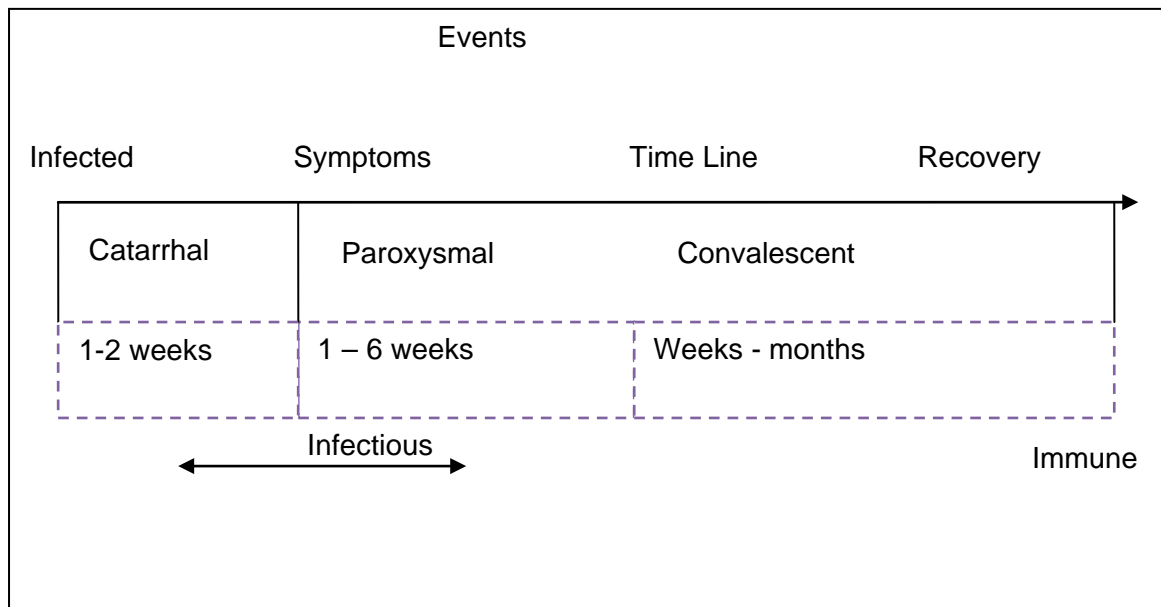 Events
Infected Symptoms Time Line Recovery
Catarrhal Paroxysmal Convalescent
1-2 weeks 1 – 6 weeks Weeks - months
Infectious
Immune